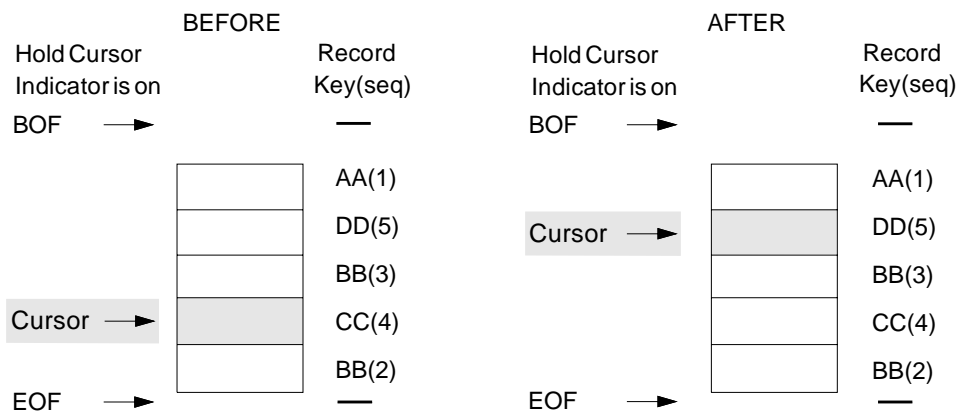 BEFORE
Hold Cursor Record
Indicator is on Key(seq)
BOF —
AA(1)
DD(5)
BB(3)
Cursor CC(4)
BB(2)
EOF —
AFTER
Hold Cursor Record
Indicator is on Key(seq)
BOF —
AA(1)
Cursor DD(5)
BB(3)
CC(4)
BB(2)
EOF —